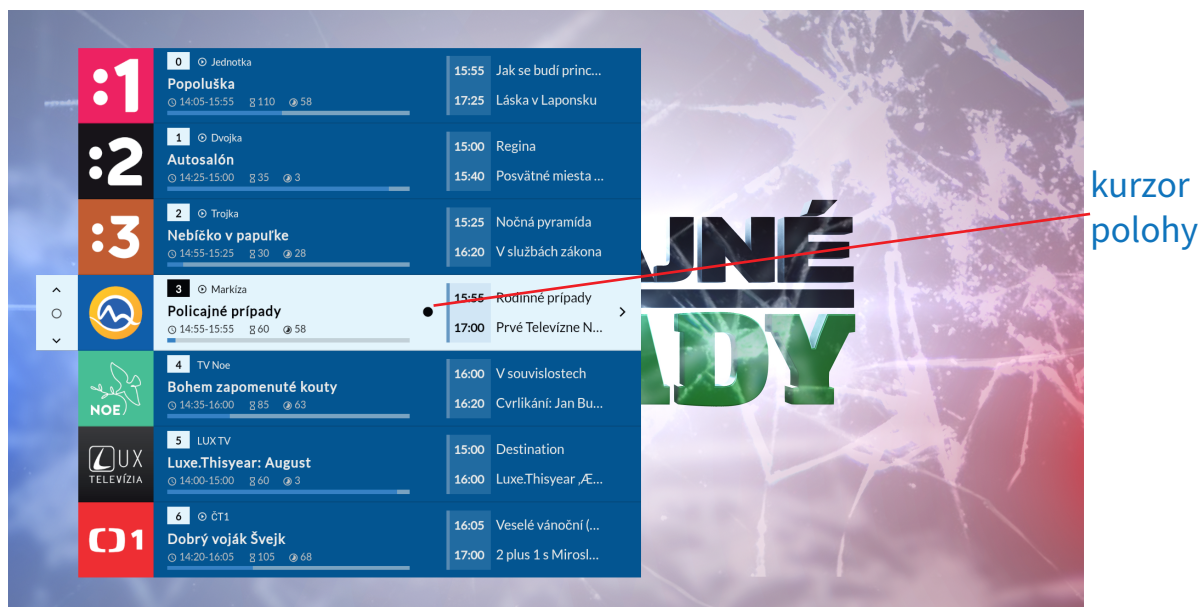 :1
0 Jednotka
Popoluška
14:05-15:55 110 58
15:55 Jak se budí princ...
17:25 Láska v Laponsku
:2
1 Dvojka
Autosalón
14:25-15:00 35 3
15:00 Regina
15:40 Posvätné miesta ...
:3
2 Trojka
Nebíčko v papuľke
14:55-15:25 30 28
15:25 Nočná pyramída
16:20 V službách zákona
3 Markíza
Policajné prípady
14:55-15:55 60 58
15:55 Rodinné prípady
17:00 Prvé Televízne N...
NOE
4 TV Noe
Bohem zapomenuté kouty
14:35-16:00 85 63
16:00 V souvislostech
16:20 Cvrlikání: Jan Bu...
LUX
TELEVÍZIA
5 LUX TV
Luxe.Thisyear: August
14:00-15:00 60 3
15:00 Destination
16:00 Luxe.Thisyear ,Æ...
1
6 ČT1
Dobrý voják Švejk
14:20-16:05 105 68
16:05 Veselé vánoční (...
17:00 2 plus 1 s Mirosl...
AJNÉ
ADY
kurzor
polohy